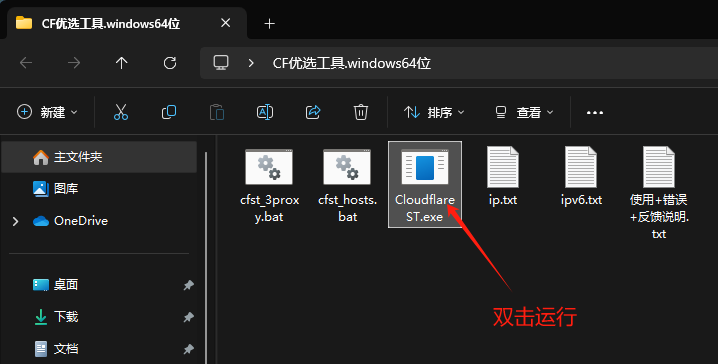 CF优选工具.windows64位
CF优选工具.windows64位
新建
排序
查看
主文件夹
图库
OneDrive
桌面
下载
文档
cfst_3prox
y.bat
cfst_hosts.
bat
Cloudflare
ST.exe
ip.txt
ipv6.txt
使用+错误
+反馈说明.
txt
双击运行